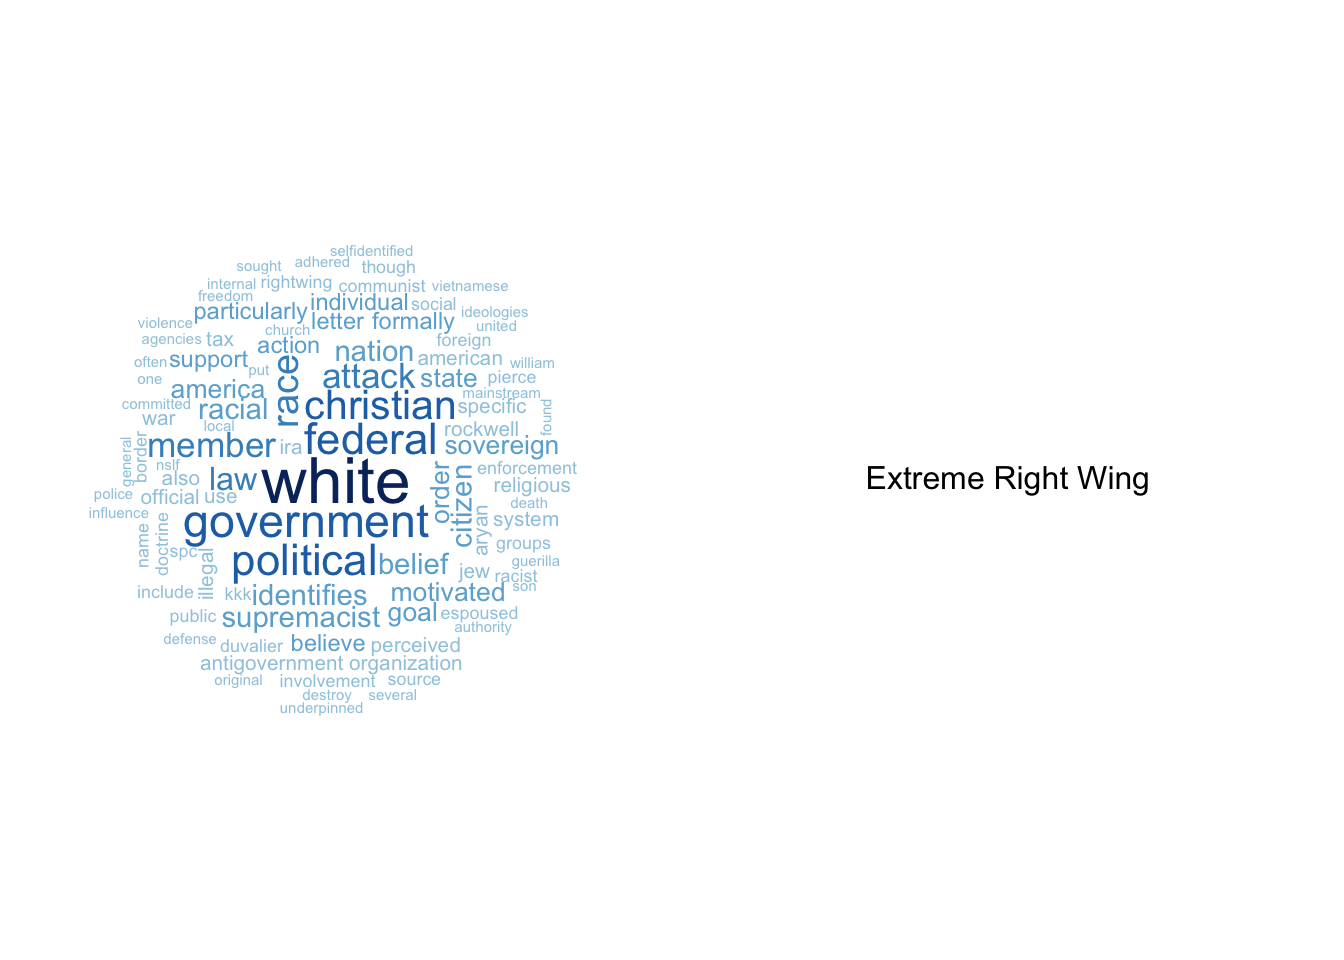 selfidentified
sought adhered though
internal rightwing communist vietnamese
freedom individual social
particularly letter formally ideologies
violence church united
agencies tax action foreign
often support put nation american william
one race attack state pierce
america christian mainstream
committed racial specific found
war local rockwell
general border member ira federal sovereign
nslf enforcement
also law white order citizen religious
police official use death
influence government aryan system
name doctrine spc political belief groups
illegal jew guerilla
racist
include kkk identifies motivated son
public supremacist goal espoused
authority
defense duvalier believe perceived
antigovernment organization
original involvement source
destroy several
underpinned
Extreme Right Wing